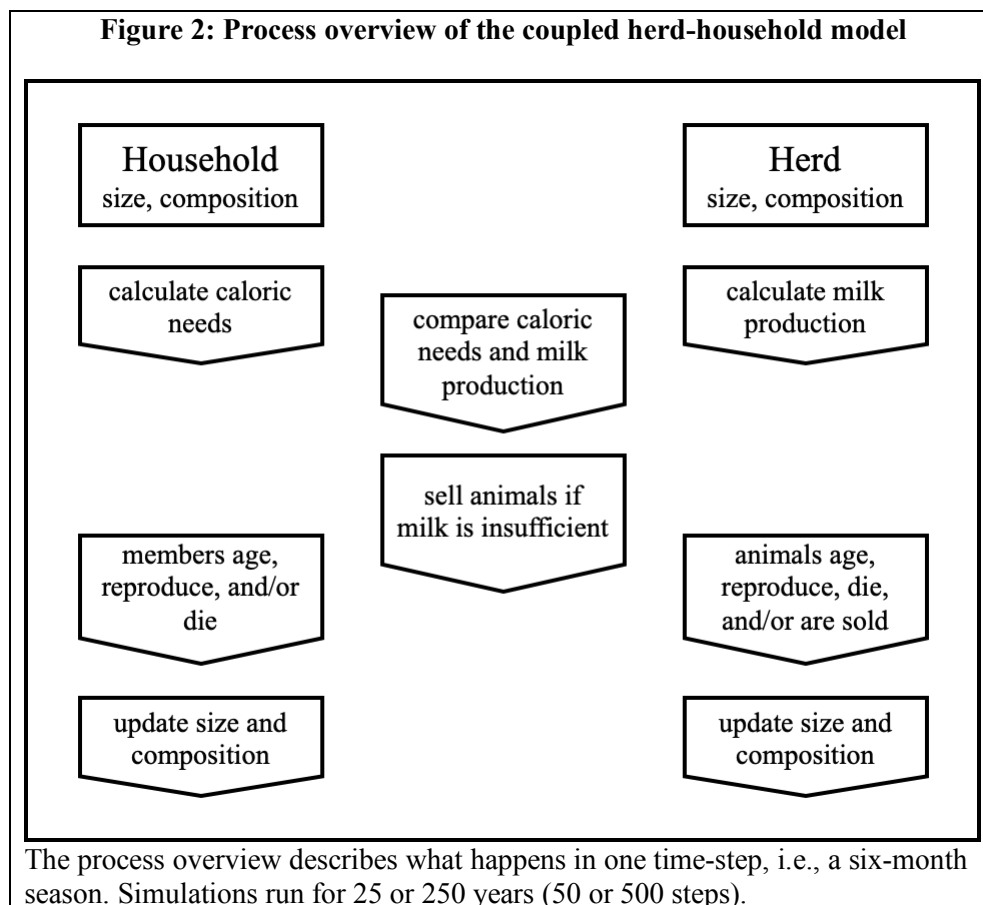 Figure 2: Process overview of the coupled herd-household model
Household
size, composition
Herd
size, composition
calculate caloric
needs
compare caloric
needs and milk
production
calculate milk
production
sell animals if
milk is insufficient
members age,
reproduce, and/or
die
animals age,
reproduce, die,
and/or are sold
update size and
composition
update size and
composition
The process overview describes what happens in one time-step, i.e., a six-month
season. Simulations run for 25 or 250 years (50 or 500 steps).